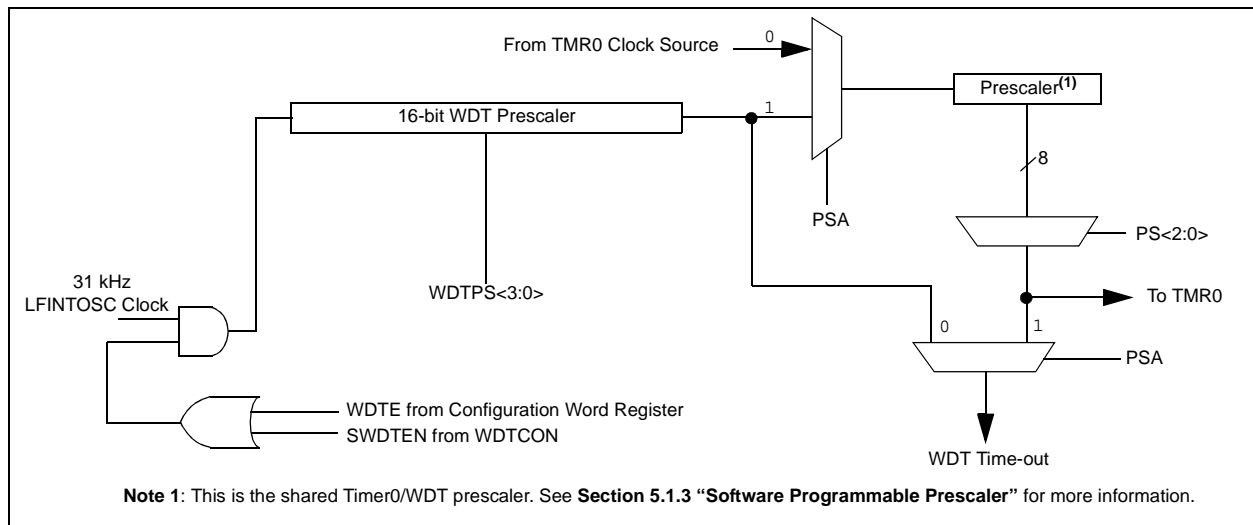 From TMR0 Clock Source
0
1
16-bit WDT Prescaler
Prescaler(1)
8
PSA
PS<2:0>
31 kHz
LFINTOSC Clock
WDTPS<3:0>
To TMR0
0
1
PSA
WDTE from Configuration Word Register
SWDTEN from WDTCON
WDT Time-out
Note 1: This is the shared Timer0/WDT prescaler. See Section 5.1.3 “Software Programmable Prescaler” for more information.